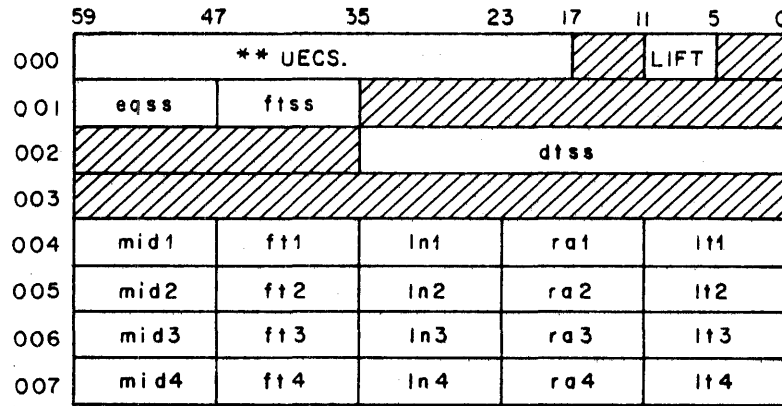 59 47 35 23 17 11 5 0
000 ** UECS. LIFT
001 eqss ftss
002 dtss
003
004 mid1 ft1 ln1 ra1 lt1
005 mid2 ft2 ln2 ra2 lt2
006 mid3 ft3 ln3 ra3 lt3
007 mid4 ft4 ln4 ra4 lt4